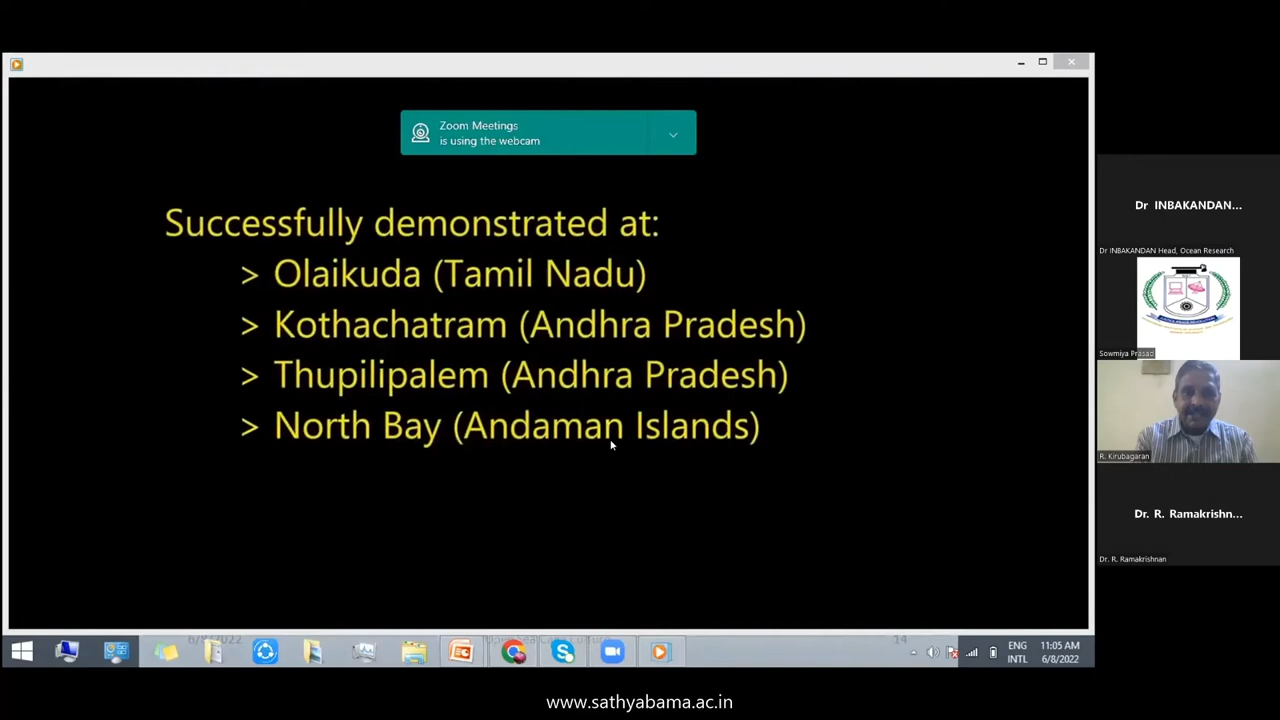 Zoom Meetings
is using the webcam
Successfully demonstrated at:
> Olaikuda (Tamil Nadu)
> Kothachatram (Andhra Pradesh)
> Thupilipalem (Andhra Pradesh)
> North Bay (Andaman Islands)
Dr INBAKANDAN...
Dr INBAKANDAN Head, Ocean Research
Sowmiya Prasad
R. Kirubagaran
Dr. R. Ramakrishn...
Dr. R. Ramakrishnan
14
ENG
INTL
11:05 AM
6/8/2022
www.sathyabama.ac.in